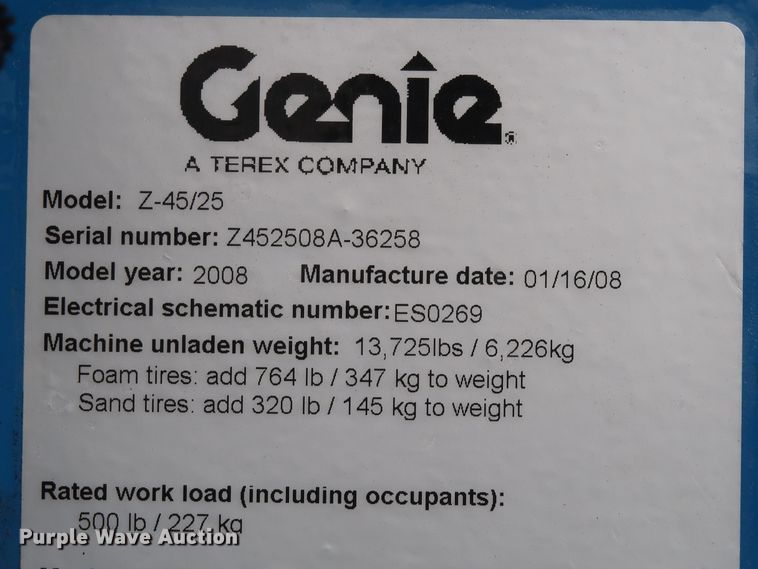 Genie
A TEREX COMPANY
Model: Z-45/25
Serial number: Z452508A-36258
Model year: 2008 Manufacture date: 01/16/08
Electrical schematic number: ES0269
Machine unladen weight: 13,725lbs / 6,226kg
Foam tires: add 764 lb / 347 kg to weight
Sand tires: add 320 lb / 145 kg to weight
Rated work load (including occupants):
500 lb / 227 kg
Purple Wave Auction